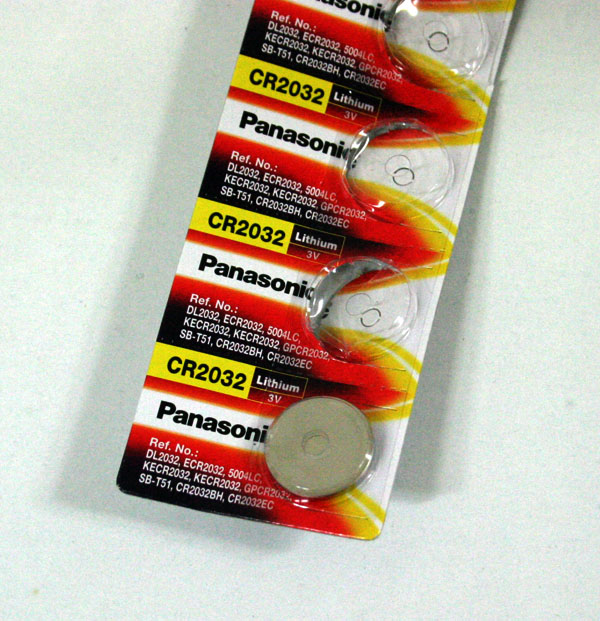 Panasonic
Ref. No.:
DL2032, ECR2032, 5004LC,
KECR2032, KECR2032, GPCR2032,
SB-T51, CR2032BH, CR2032EC
CR2032 Lithium
3V
Panasonic
Ref. No.:
DL2032, ECR2032, 5004LC,
KECR2032, KECR2032, GPCR2032,
SB-T51, CR2032BH, CR2032EC
CR2032 Lithium
3V
Panasonic
Ref. No.:
DL2032, ECR2032, 5004LC,
KECR2032, KECR2032, GPCR2032,
SB-T51, CR2032BH, CR2032EC
CR2032 Lithium
3V
Panasoni
Ref. No.:
DL2032, ECR2032, 5004LC,
KECR2032, KECR2032, GPCR2032,
SB-T51, CR2032BH, CR2032EC